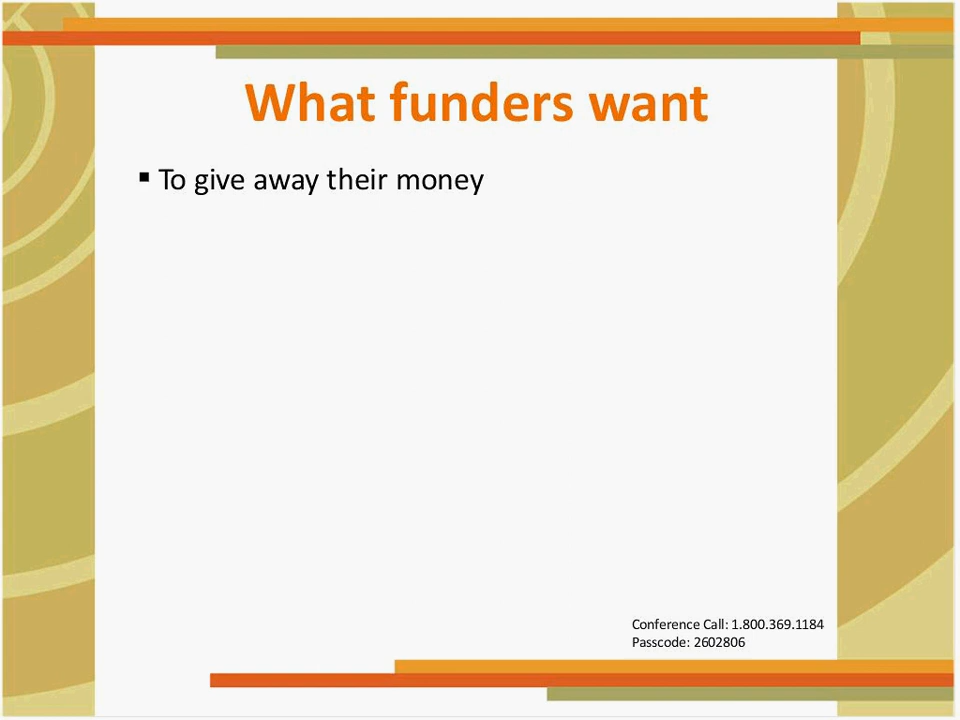 What funders want
▪ To give away their money
Conference Call: 1.800.369.1184
Passcode: 2602806